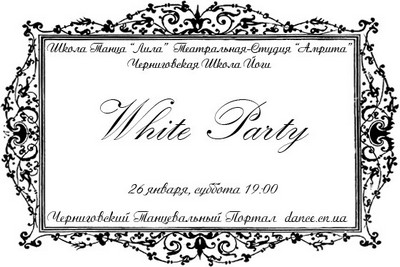 Школа Танца "Лила" Театральная-Студия "Амрита"
Черниговская Школа Йоги
White Party
26 января, суббота 19:00
Черниговский Танцевальный Портал dance.cn.ua